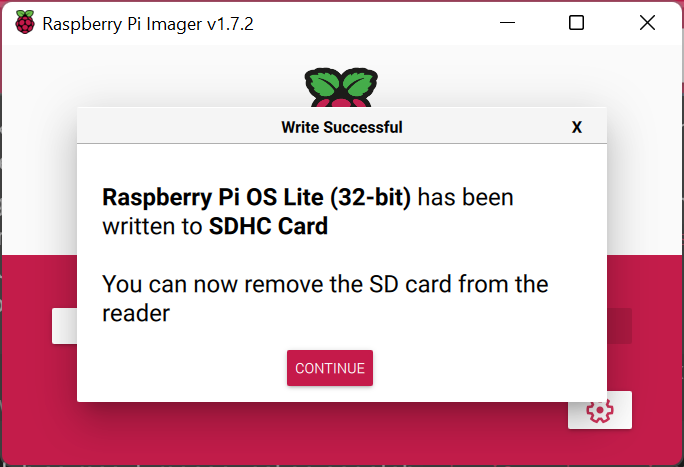 Raspberry Pi Imager v1.7.2
Write Successful
X
Raspberry Pi OS Lite (32-bit) has been
written to SDHC Card
You can now remove the SD card from the
reader
CONTINUE